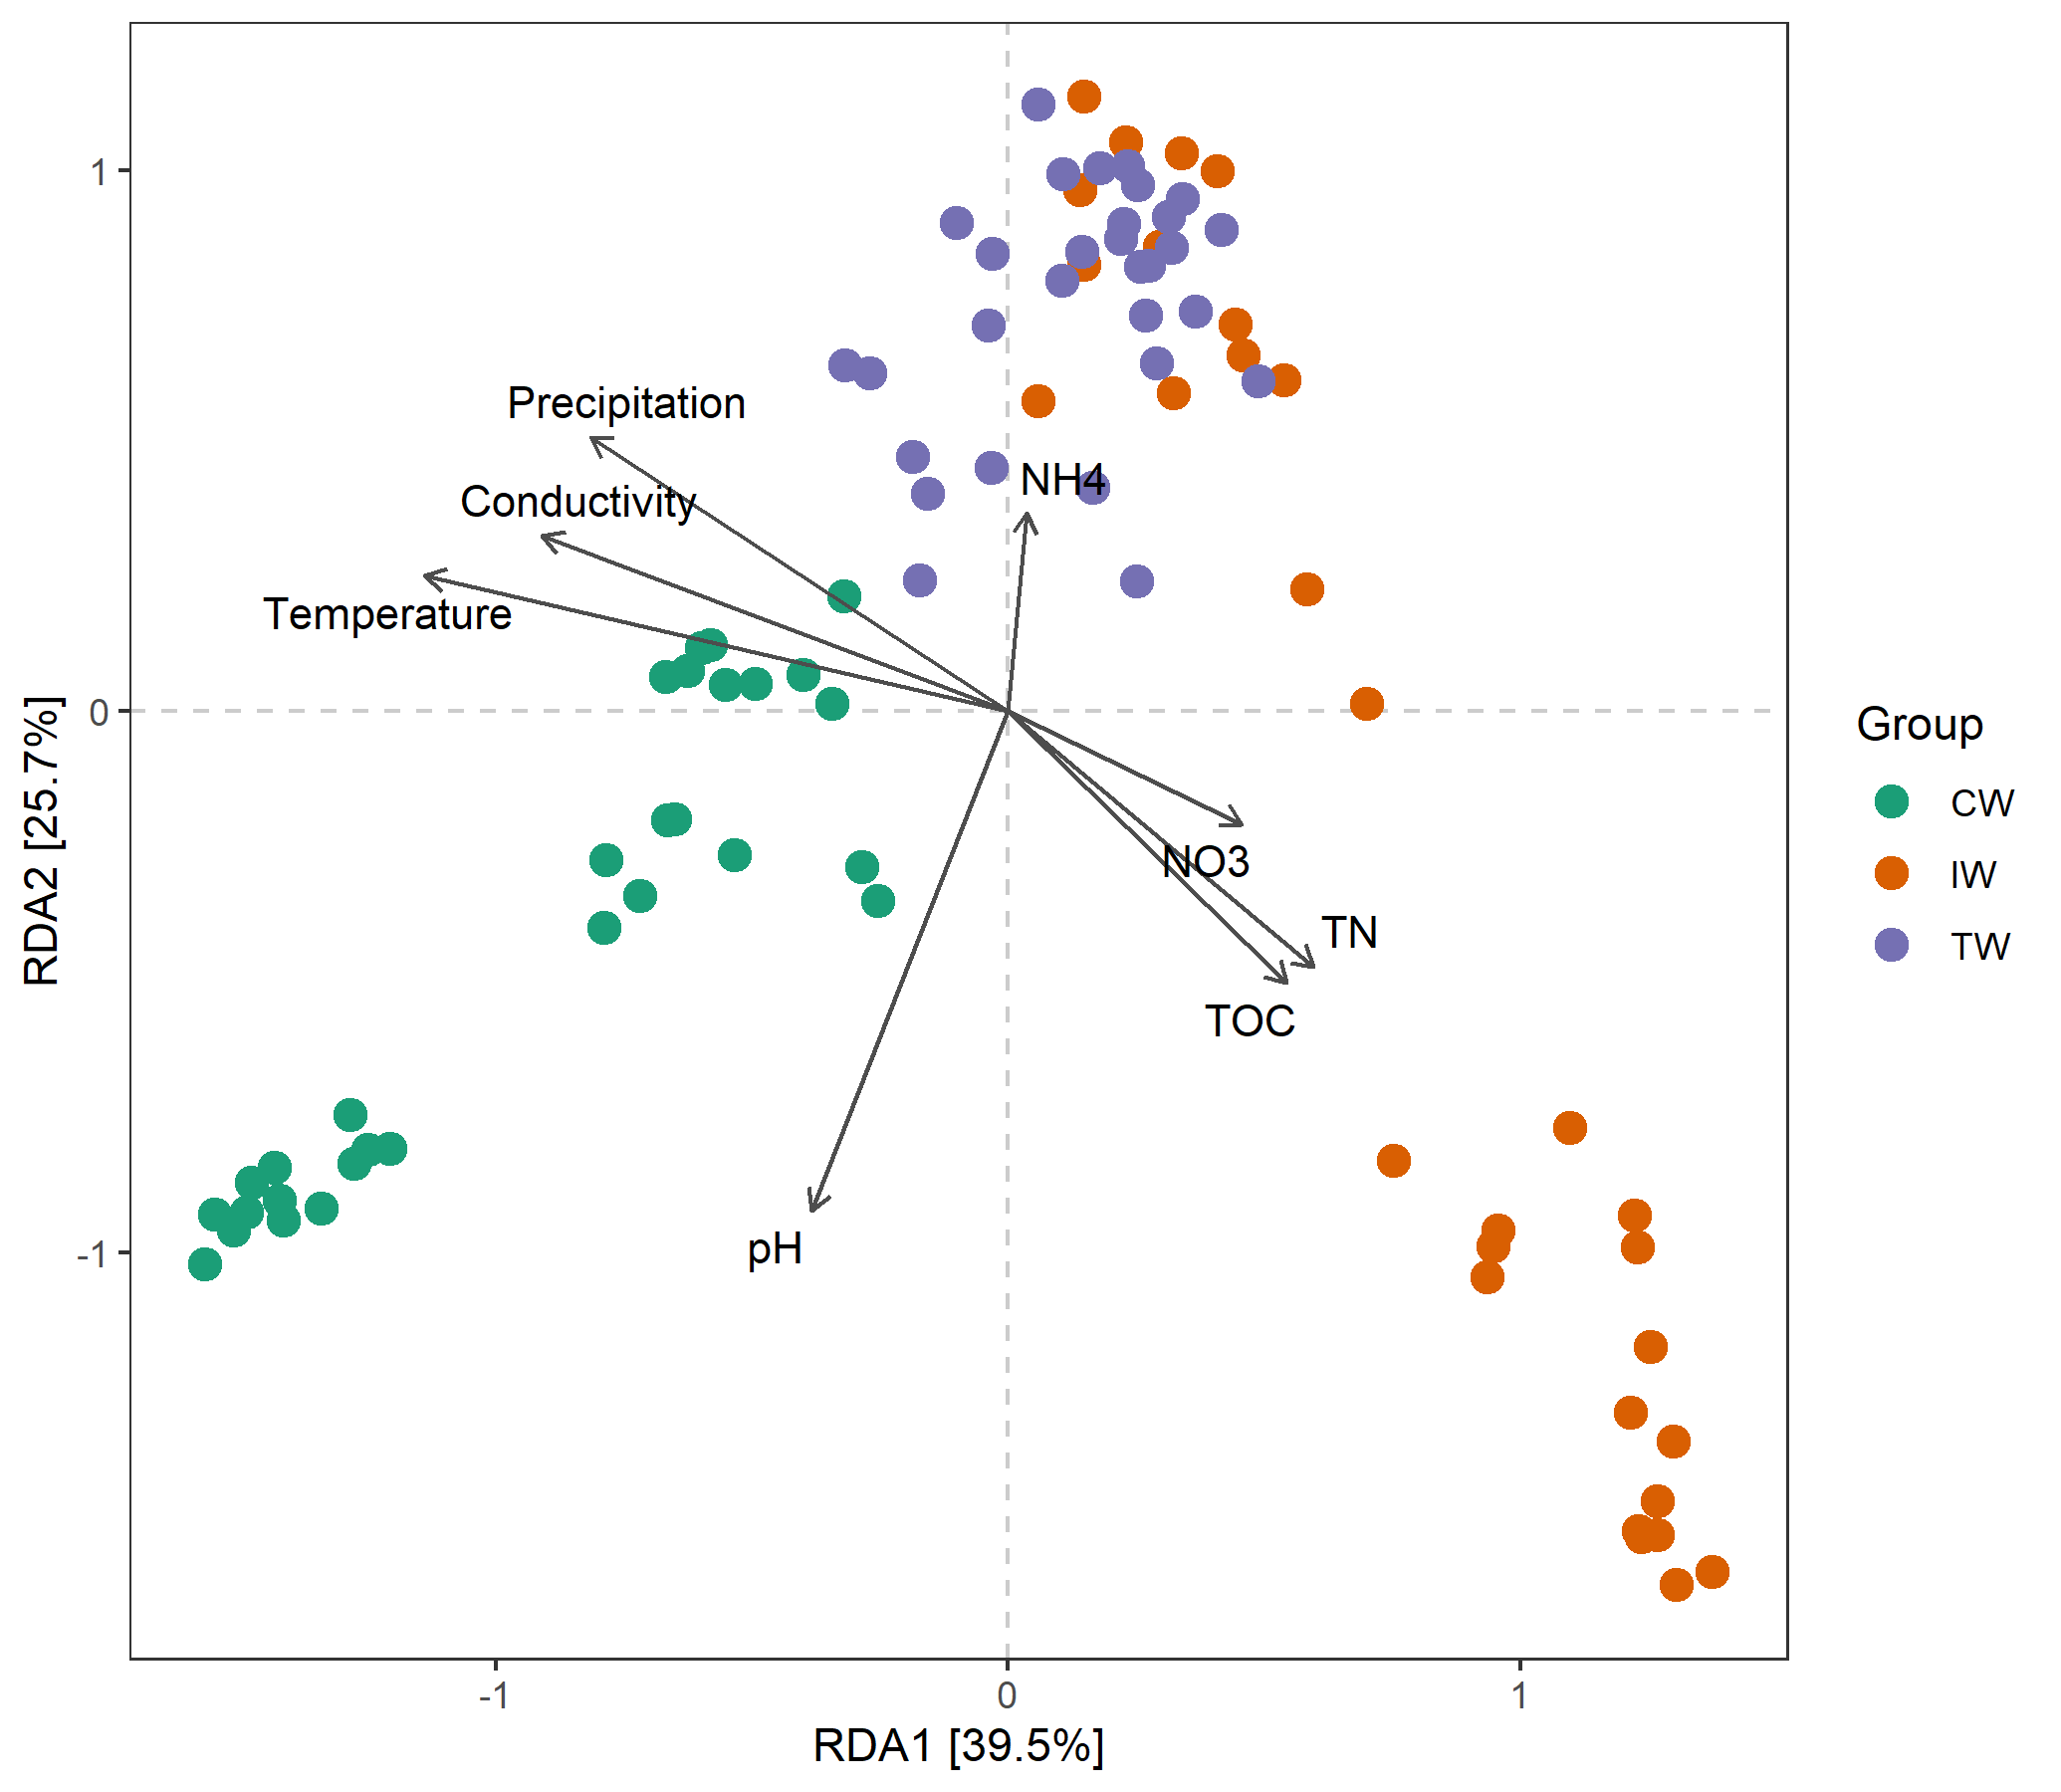 1
0
-1
RDA2 [25.7%]
Precipitation
Conductivity
Temperature
NH4
NO3
TN
TOC
pH
-1
0
1
RDA1 [39.5%]
Group
CW
IW
TW